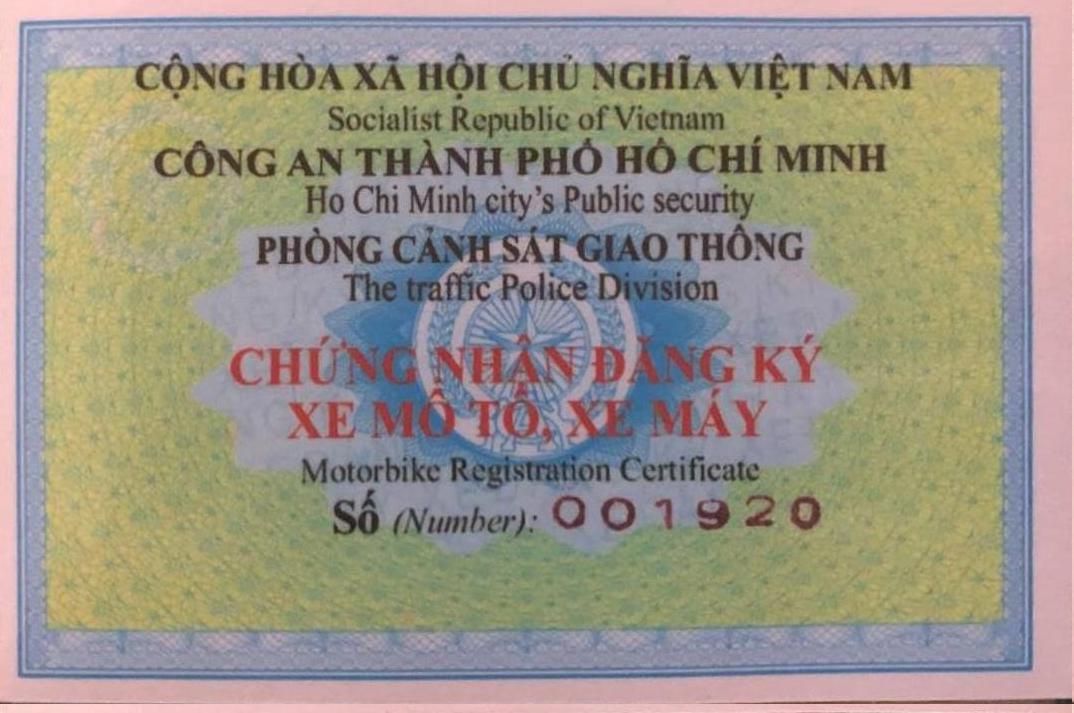 CỘNG HÒA XÃ HỘI CHỦ NGHĨA VIỆT NAM
Socialist Republic of Vietnam
CÔNG AN THÀNH PHỐ HỒ CHÍ MINH
Ho Chi Minh city's Public security
PHÒNG CẢNH SÁT GIAO THÔNG
The traffic Police Division
CHỨNG NHẬN ĐĂNG KÝ
XE MÔ TÔ, XE MÁY
Motorbike Registration Certificate
Số (Number): 001920